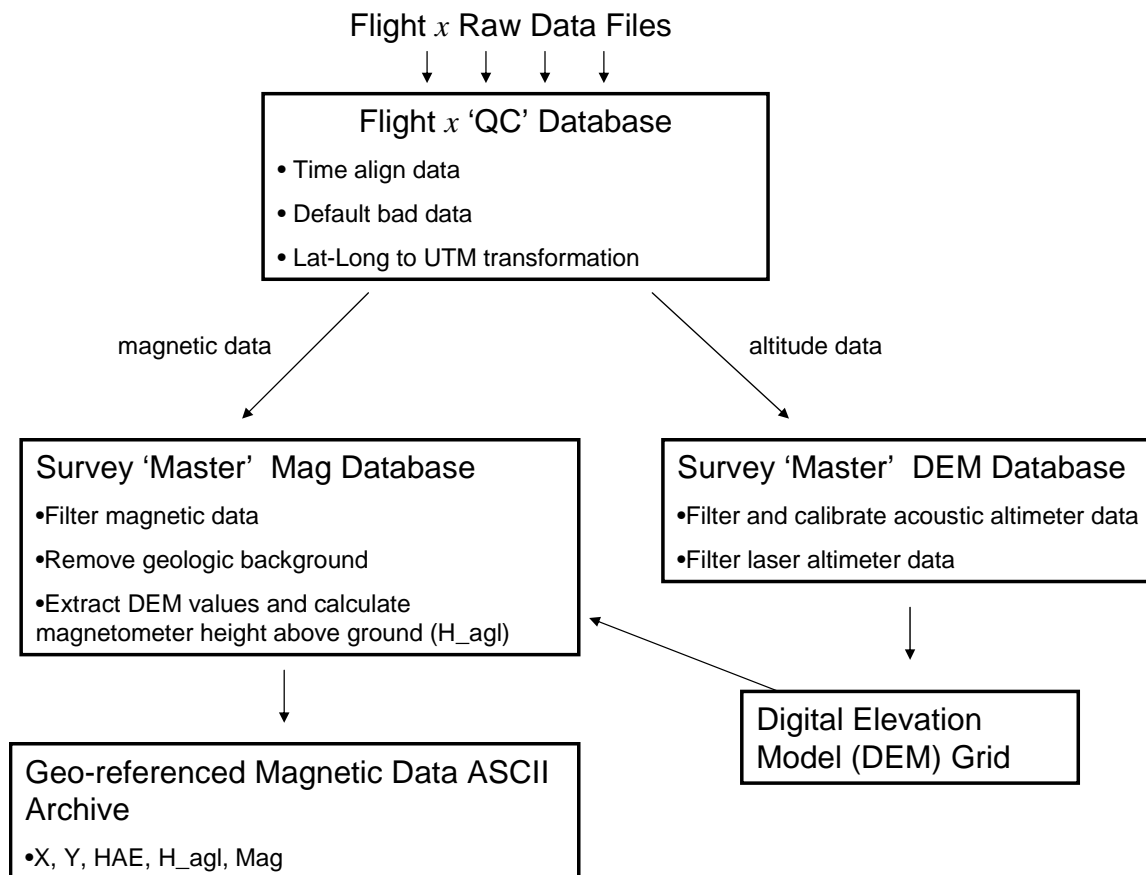 Flight x Raw Data Files
Flight x ‘QC’ Database
• Time align data
• Default bad data
• Lat-Long to UTM transformation
magnetic data
altitude data
Survey ‘Master’ Mag Database
•Filter magnetic data
•Remove geologic background
•Extract DEM values and calculate
magnetometer height above ground (H_agl)
Survey ‘Master’ DEM Database
•Filter and calibrate acoustic altimeter data
•Filter laser altimeter data
Digital Elevation
Model (DEM) Grid
Geo-referenced Magnetic Data ASCII
Archive
•X, Y, HAE, H_agl, Mag